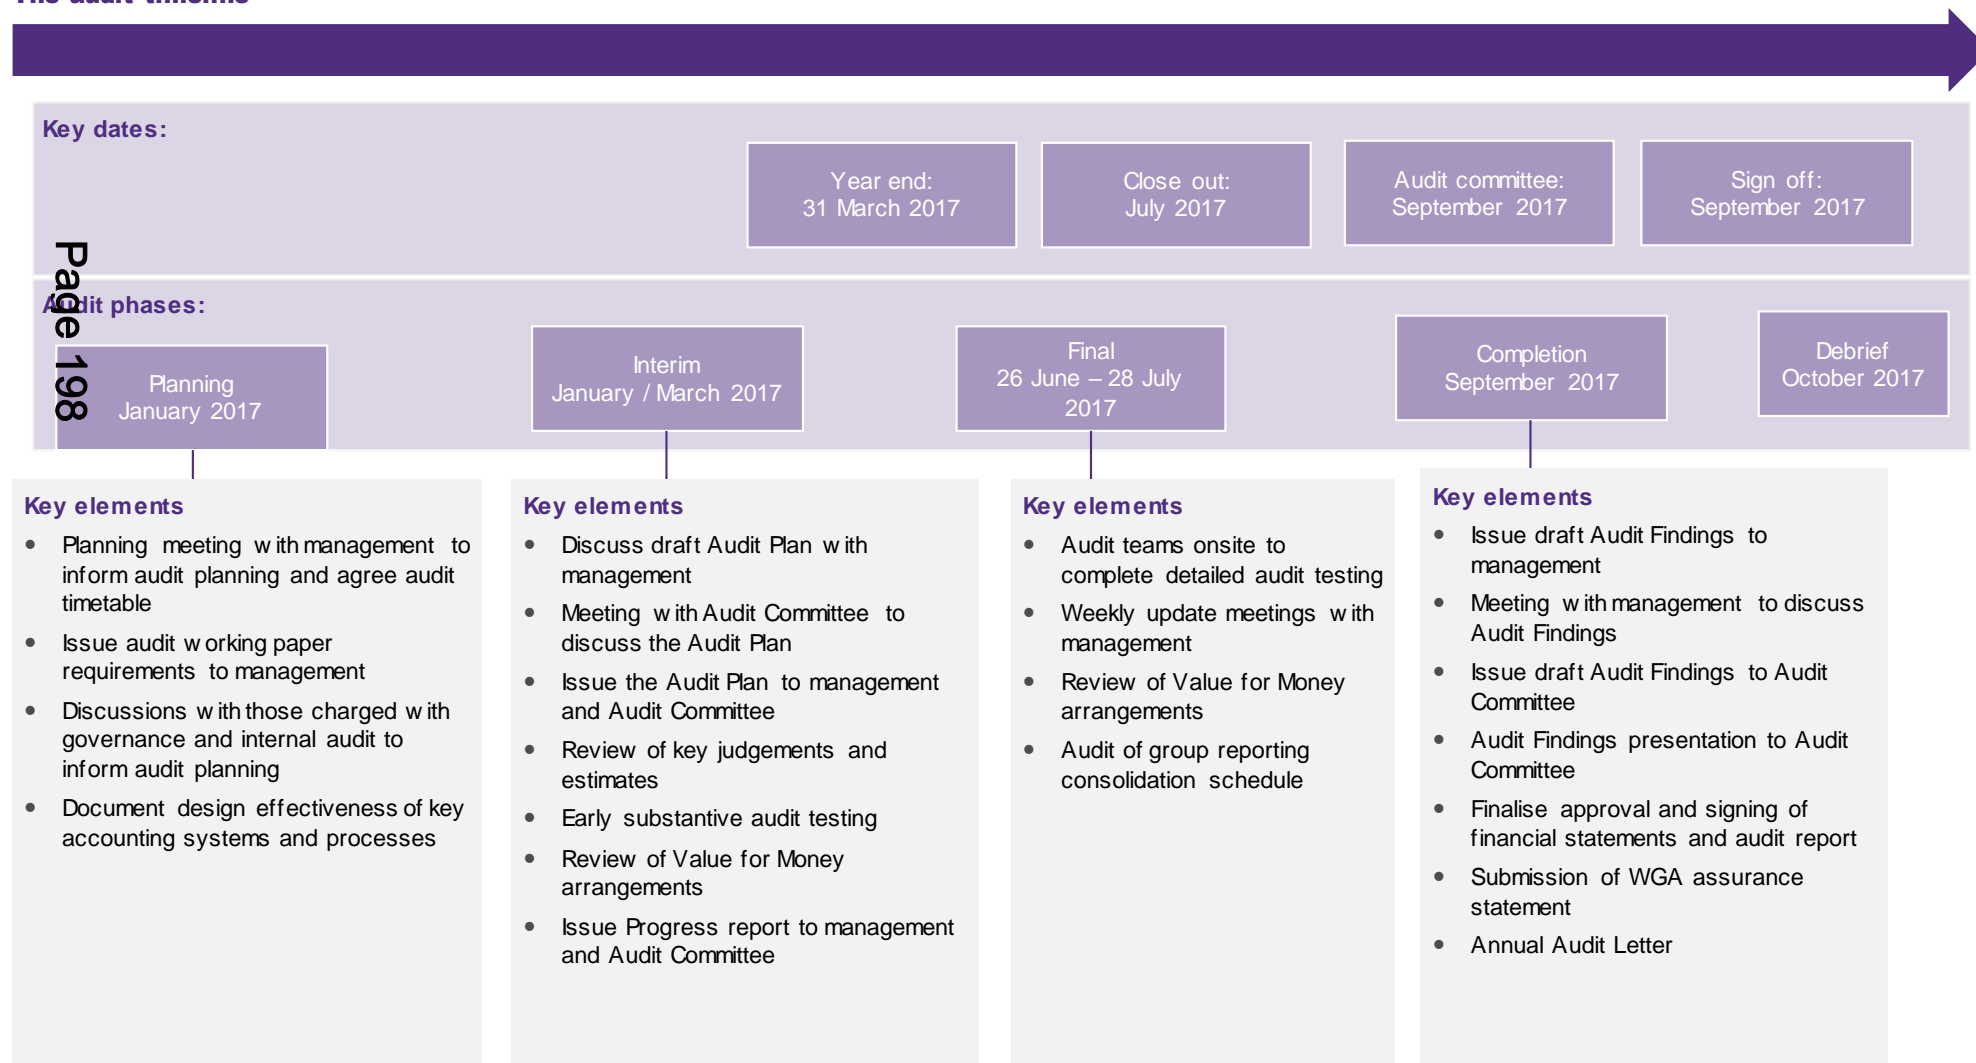 The audit timeline
Key dates:
Year end:
31 March 2017
Close out:
July 2017
Audit committee:
September 2017
Sign off:
September 2017
Page 198
Audit phases:
Planning
January 2017
Interim
January / March 2017
Final
26 June – 28 July
2017
Completion
September 2017
Debrief
October 2017
Key elements
• Planning meeting with management to
inform audit planning and agree audit
timetable
• Issue audit working paper
requirements to management
• Discussions with those charged with
governance and internal audit to
inform audit planning
• Document design effectiveness of key
accounting systems and processes
Key elements
• Discuss draft Audit Plan with
management
• Meeting with Audit Committee to
discuss the Audit Plan
• Issue the Audit Plan to management
and Audit Committee
• Review of key judgements and
estimates
• Early substantive audit testing
• Review of Value for Money
arrangements
• Issue Progress report to management
and Audit Committee
Key elements
• Audit teams onsite to
complete detailed audit testing
• Weekly update meetings with
management
• Review of Value for Money
arrangements
• Audit of group reporting
consolidation schedule
Key elements
• Issue draft Audit Findings to
management
• Meeting with management to discuss
Audit Findings
• Issue draft Audit Findings to Audit
Committee
• Audit Findings presentation to Audit
Committee
• Finalise approval and signing of
financial statements and audit report
• Submission of WGA assurance
statement
• Annual Audit Letter